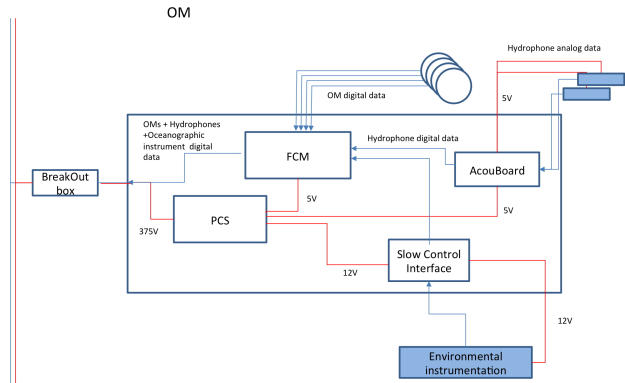 OM
Hydrophone analog data
OM digital data
5V
OMs + Hydrophones
+Oceanographic
instrument digital
data
Hydrophone digital data
FCM
AcouBoard
BreakOut
box
5V
PCS
5V
375V
12V
Slow Control
Interface
12V
Environmental
instrumentation